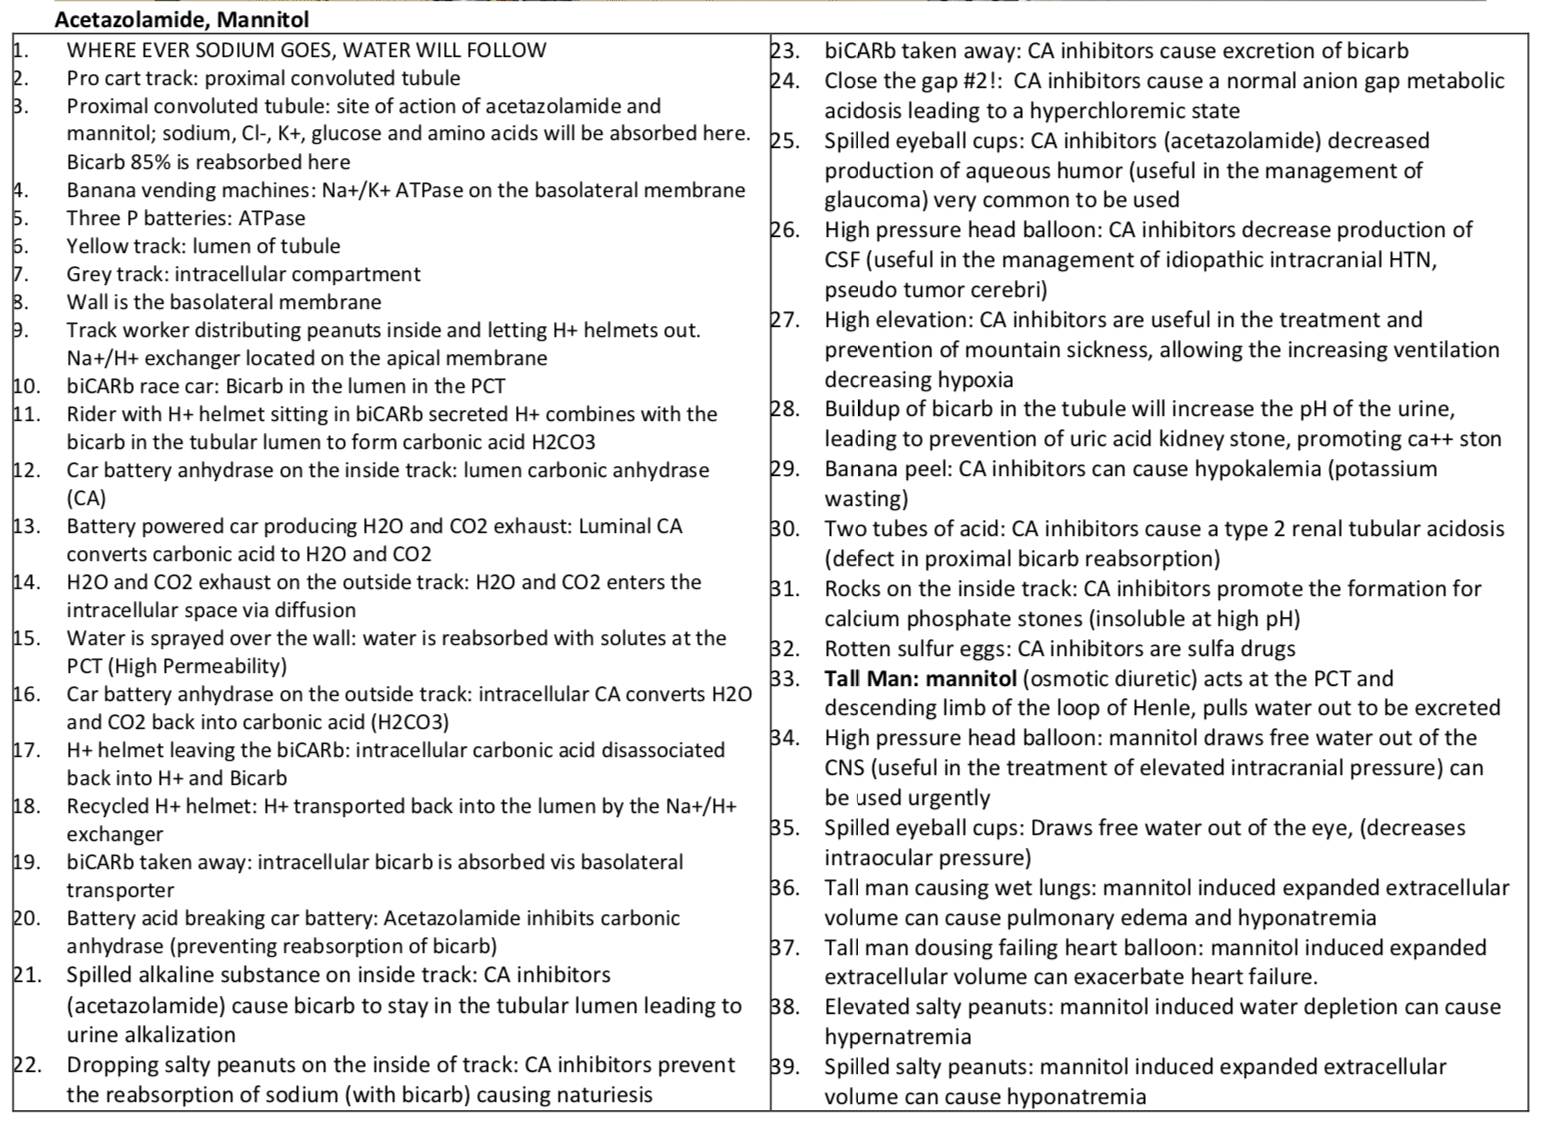 Acetazolamide, Mannitol
1. WHERE EVER SODIUM GOES, WATER WILL FOLLOW
2. Pro cart track: proximal convoluted tubule
3. Proximal convoluted tubule: site of action of acetazolamide and
mannitol; sodium, Cl-, K+, glucose and amino acids will be absorbed here.
Bicarb 85% is reabsorbed here
4. Banana vending machines: Na+/K+ ATPase on the basolateral membrane
5. Three P batteries: ATPase
6. Yellow track: lumen of tubule
7. Grey track: intracellular compartment
8. Wall is the basolateral membrane
9. Track worker distributing peanuts inside and letting H+ helmets out.
Na+/H+ exchanger located on the apical membrane
10. biCARb race car: Bicarb in the lumen in the PCT
11. Rider with H+ helmet sitting in biCARb secreted H+ combines with the
bicarb in the tubular lumen to form carbonic acid H2CO3
12. Car battery anhydrase on the inside track: lumen carbonic anhydrase
(CA)
13. Battery powered car producing H2O and CO2 exhaust: Luminal CA
converts carbonic acid to H2O and CO2
14. H2O and CO2 exhaust on the outside track: H2O and CO2 enters the
intracellular space via diffusion
15. Water is sprayed over the wall: water is reabsorbed with solutes at the
PCT (High Permeability)
16. Car battery anhydrase on the outside track: intracellular CA converts H2O
and CO2 back into carbonic acid (H2CO3)
17. H+ helmet leaving the biCARb: intracellular carbonic acid disassociated
back into H+ and Bicarb
18. Recycled H+ helmet: H+ transported back into the lumen by the Na+/H+
exchanger
19. biCARb taken away: intracellular bicarb is absorbed vis basolateral
transporter
20. Battery acid breaking car battery: Acetazolamide inhibits carbonic
anhydrase (preventing reabsorption of bicarb)
21. Spilled alkaline substance on inside track: CA inhibitors
(acetazolamide) cause bicarb to stay in the tubular lumen leading to
urine alkalization
22. Dropping salty peanuts on the inside of track: CA inhibitors prevent
the reabsorption of sodium (with bicarb) causing naturiesis
23. biCARb taken away: CA inhibitors cause excretion of bicarb
24. Close the gap #2!: CA inhibitors cause a normal anion gap metabolic
acidosis leading to a hyperchloremic state
25. Spilled eyeball cups: CA inhibitors (acetazolamide) decreased
production of aqueous humor (useful in the management of
glaucoma) very common to be used
26. High pressure head balloon: CA inhibitors decrease production of
CSF (useful in the management of idiopathic intracranial HTN,
pseudo tumor cerebri)
27. High elevation: CA inhibitors are useful in the treatment and
prevention of mountain sickness, allowing the increasing ventilation
decreasing hypoxia
28. Buildup of bicarb in the tubule will increase the pH of the urine,
leading to prevention of uric acid kidney stone, promoting ca++ ston
29. Banana peel: CA inhibitors can cause hypokalemia (potassium
wasting)
30. Two tubes of acid: CA inhibitors cause a type 2 renal tubular acidosis
(defect in proximal bicarb reabsorption)
31. Rocks on the inside track: CA inhibitors promote the formation for
calcium phosphate stones (insoluble at high pH)
32. Rotten sulfur eggs: CA inhibitors are sulfa drugs
33. Tall Man: mannitol (osmotic diuretic) acts at the PCT and
descending limb of the loop of Henle, pulls water out to be excreted
34. High pressure head balloon: mannitol draws free water out of the
CNS (useful in the treatment of elevated intracranial pressure) can
be used urgently
35. Spilled eyeball cups: Draws free water out of the eye, (decreases
intraocular pressure)
36. Tall man causing wet lungs: mannitol induced expanded extracellular
volume can cause pulmonary edema and hyponatremia
37. Tall man dousing failing heart balloon: mannitol induced expanded
extracellular volume can exacerbate heart failure.
38. Elevated salty peanuts: mannitol induced water depletion can cause
hypernatremia
39. Spilled salty peanuts: mannitol induced expanded extracellular
volume can cause hyponatremia